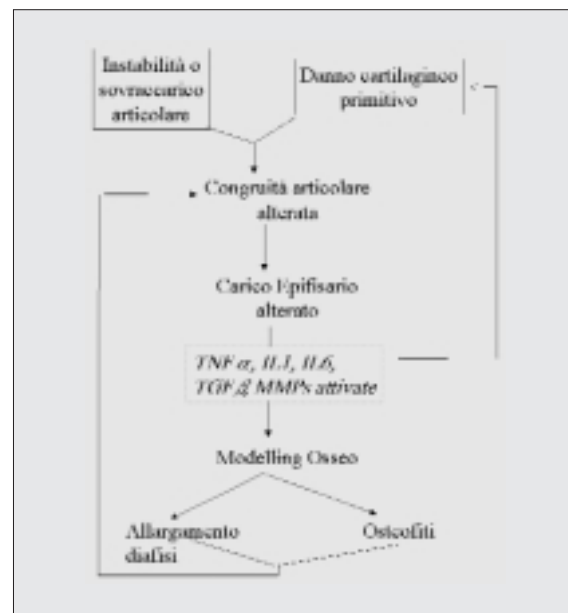 Instabilità o
sovraccarico
articolare
Danno cartilagineo
primitivo
Congruità articolare
alterata
Carico Epifisario
alterato
TNF α, IL1, IL6,
TGFβ MMPs attivate
Modelling Osseo
Allargamento
diafisi
Osteofiti